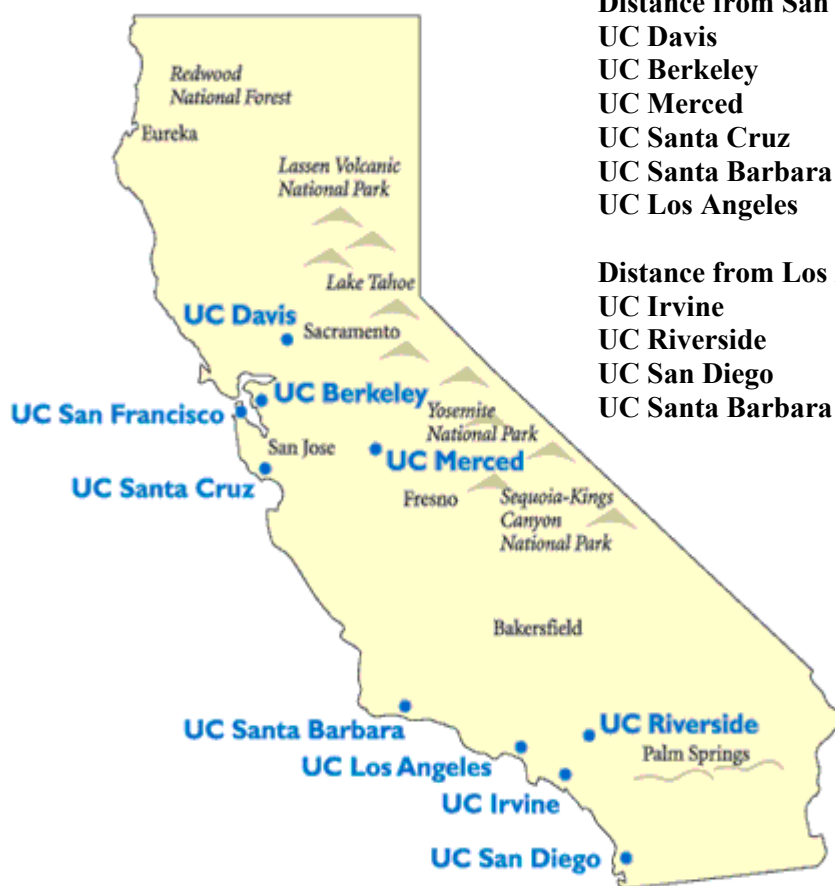 Distance from San
UC Davis
UC Berkeley
UC Merced
UC Santa Cruz
UC Santa Barbara
UC Los Angeles
Distance from Los
UC Irvine
UC Riverside
UC San Diego
UC Santa Barbara
Redwood
National Forest
Eureka
Lassen Volcanic
National Park
Lake Tahoe
UC Davis
Sacramento
UC Berkeley
UC San Francisco
Yosemite
National Park
San Jose
UC Merced
UC Santa Cruz
Fresno
Sequoia-Kings
Canyon
National Park
Bakersfield
UC Santa Barbara
UC Riverside
Palm Springs
UC Los Angeles
UC Irvine
UC San Diego